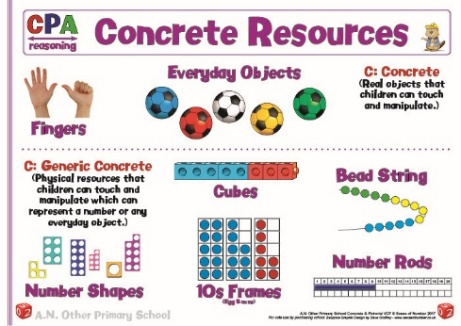 CPA
reasoning
Concrete Resources
Everyday Objects
C: Concrete
(Real objects that
children can touch
and manipulate.)
Fingers
C: Generic Concrete
(Physical resources that
children can touch and
manipulate which can
represent a number or any
everyday object.)
Cubes
Bead String
Number Shapes
10s Frames
Number Rods
A.N. Other Primary School